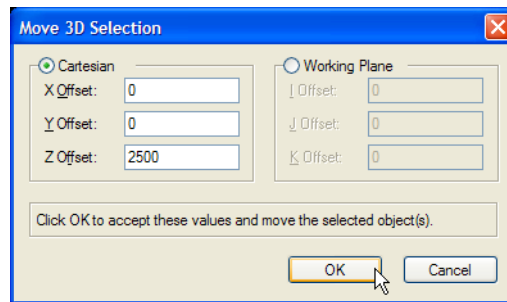 Move 3D Selection
Cartesian
Working Plane
X Offset: 0
I Offset: 0
Y Offset: 0
J Offset: 0
Z Offset: 2500
K Offset: 0
Click OK to accept these values and move the selected object(s).
OK
Cancel